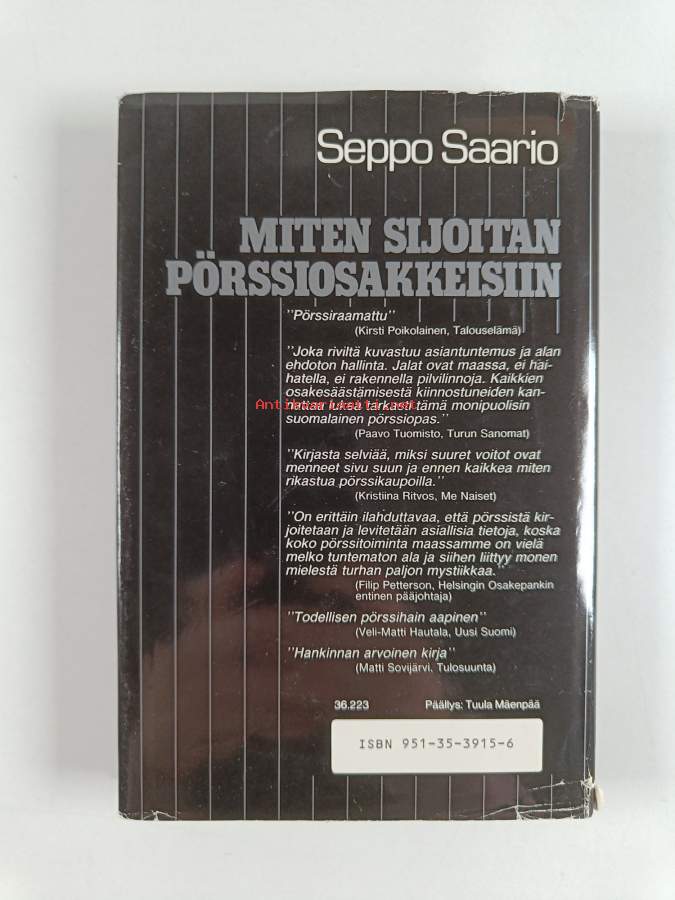 Seppo Saario
MITEN SIJOITAN
PÖRSSIOSAKKEISIIN
"Pörssiraamattu"
(Kirsti Poikolainen, Talouselämä)
"Joka riviltä kuvastuu asiantuntemus ja alan
ehdoton hallinta. Jalat ovat maassa, ei hai-
hatella, ei rakennella pilvilinnoja. Kaikkien
osakesäästämisestä kiinnostuneiden kan-
Antikvariaatti.net
nattaa lukea tarkasti tämä monipuolisin
suomalainen pörssiopas."
(Paavo Tuomisto, Turun Sanomat)
"Kirjasta selviää, miksi suuret voitot ovat
menneet sivu suun ja ennen kaikkea miten
rikastua pörssikaupoilla."
(Kristiina Ritvos, Me Naiset)
"On erittäin ilahduttavaa, että pörssistä kir-
joitetaan ja levitetään asiallisia tietoja, koska
koko pörssitoiminta maassamme on vielä
melko tuntematon ala ja siihen liittyy monen
mielestä turhan paljon mystiikkaa."
(Filip Petterson, Helsingin Osakepankin
entinen pääjohtaja)
"Todellisen pörssihain aapinen"
(Veli-Matti Hautala, Uusi Suomi)
"Hankinnan arvoinen kirja"
(Matti Sovijärvi, Tulosuunta)
36.223 Päällys: Tuula Mäenpää
ISBN 951-35-3915-6